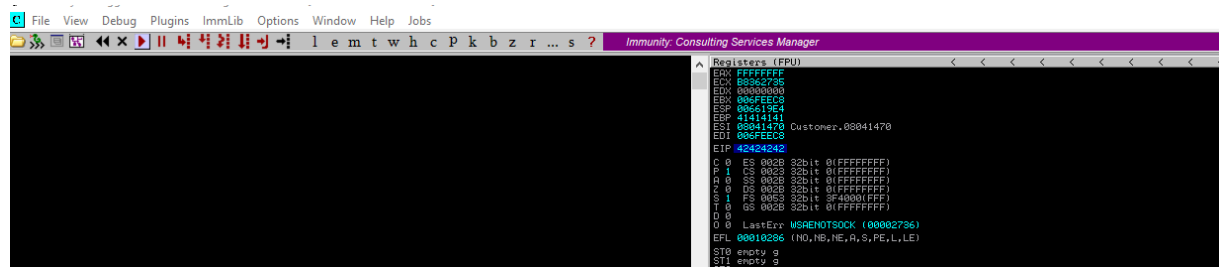 C File View Debug Plugins ImmLib Options Window Help Jobs
l e m t w h c P k b z r ... s ? Immunity: Consulting Services Manager
Registers (FPU) < < < < < < < < <
EAX FFFFFFFF
ECX B8362735
EDX 00000000
EBX 006FEEC8
ESP 006619E4
EBP 41414141
ESI 08041470 Customer.08041470
EDI 006FEEC8
EIP 42424242
C 0 ES 002B 32bit 0(FFFFFFFF)
P 1 CS 0023 32bit 0(FFFFFFFF)
A 0 SS 002B 32bit 0(FFFFFFFF)
Z 0 DS 002B 32bit 0(FFFFFFFF)
S 1 FS 0053 32bit 3F4000(FFF)
T 0 GS 002B 32bit 0(FFFFFFFF)
D 0
O 0 LastErr WSAENOTSOCK (00002736)
EFL 00010286 (NO,NB,NE,A,S,PE,L,LE)
ST0 empty g
ST1 empty g